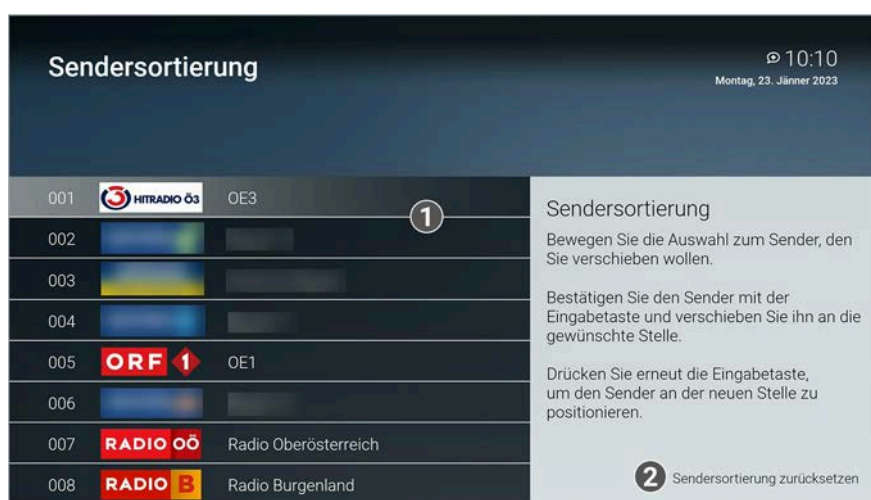 Sendersortierung
10:10
Montag, 23. Jänner 2023
001 HITRADIO Ö3 OE3
1
002
003
004
005 ORF 1 OE1
006
007 RADIO OÖ Radio Oberösterreich
008 RADIO B Radio Burgenland
Sendersortierung
Bewegen Sie die Auswahl zum Sender, den
Sie verschieben wollen.
Bestätigen Sie den Sender mit der
Eingabetaste und verschieben Sie ihn an die
gewünschte Stelle.
Drücken Sie erneut die Eingabetaste,
um den Sender an der neuen Stelle zu
positionieren.
2 Sendersortierung zurücksetzen